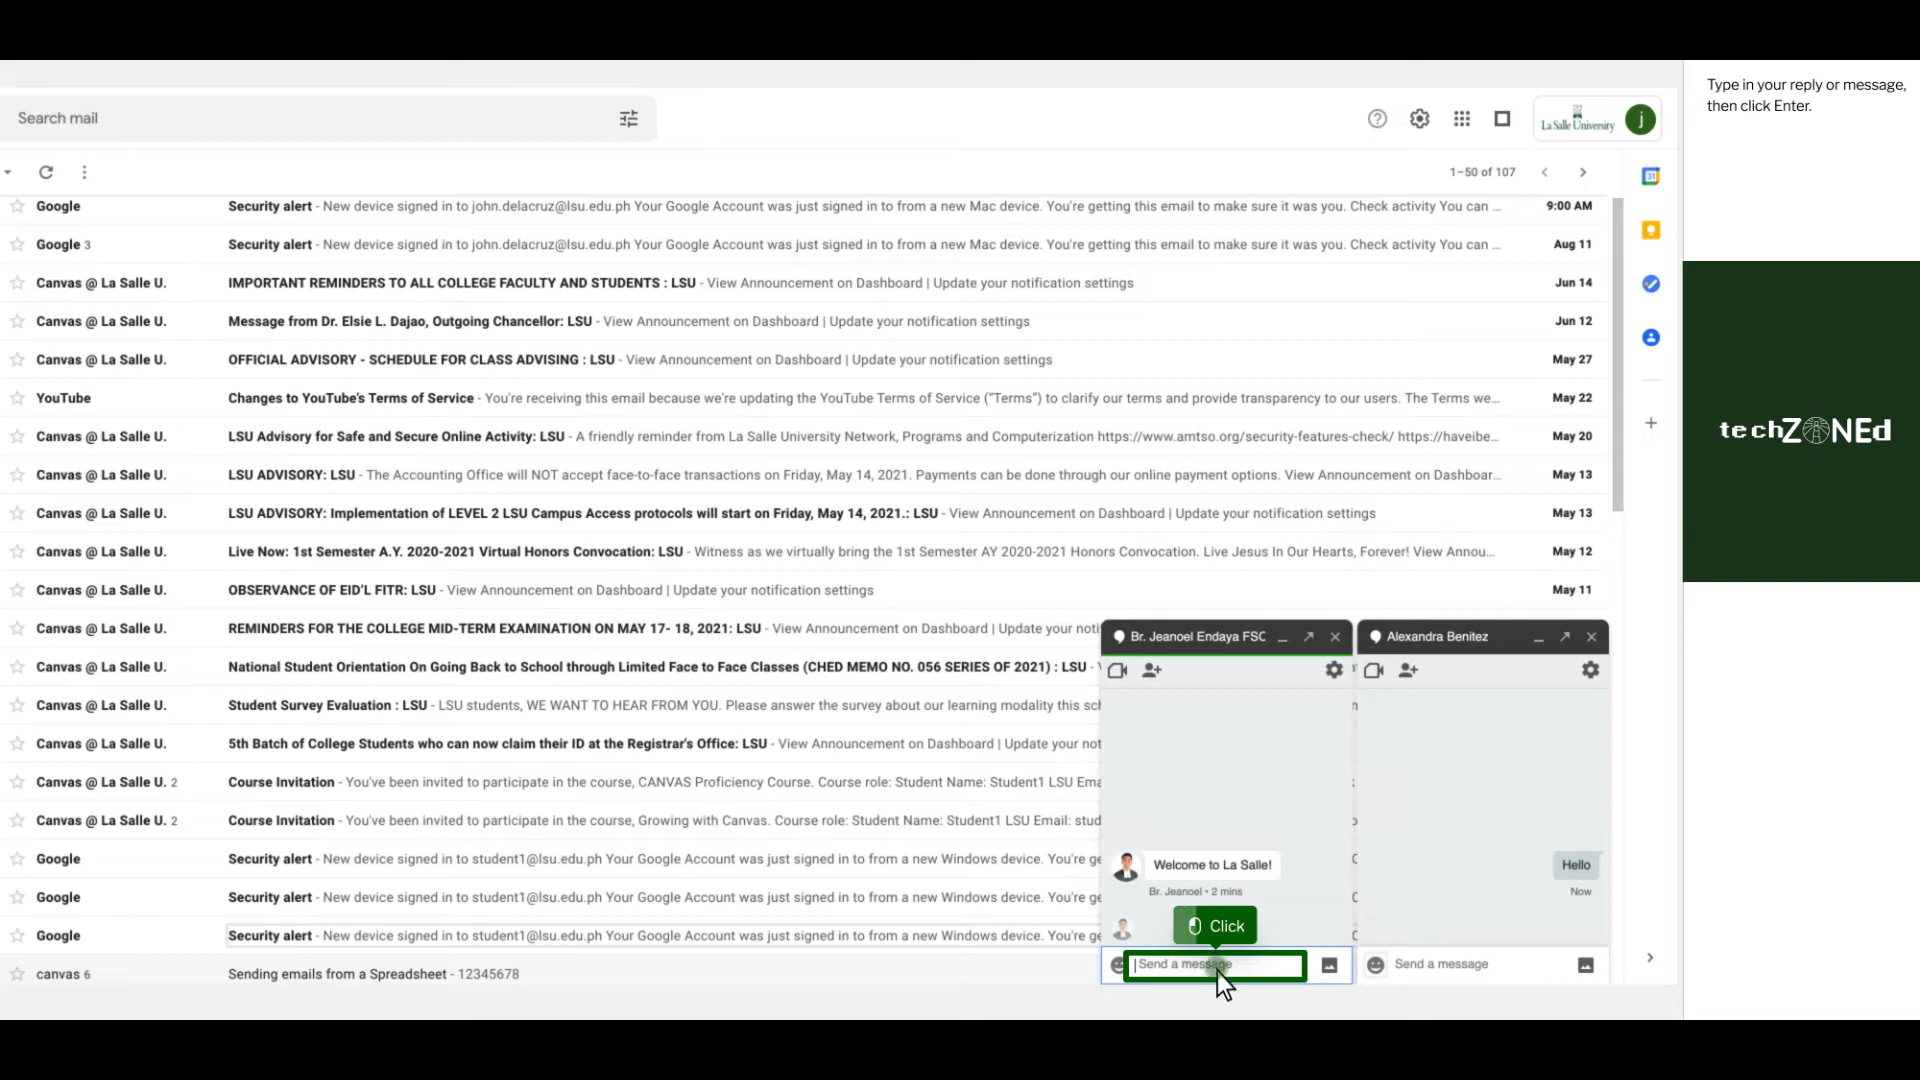 Type in your reply or message,
then click Enter.
Search mail
La Salle University
j
1–50 of 107
31
Google Security alert - New device signed in to john.delacruz@lsu.edu.ph Your Google Account was just signed in to from a new Mac device. You're getting this email to make sure it was you. Check activity You can ... 9:00 AM
Google 3 Security alert - New device signed in to john.delacruz@lsu.edu.ph Your Google Account was just signed in to from a new Mac device. You're getting this email to make sure it was you. Check activity You can ... Aug 11
Canvas @ La Salle U. IMPORTANT REMINDERS TO ALL COLLEGE FACULTY AND STUDENTS : LSU - View Announcement on Dashboard | Update your notification settings Jun 14
Canvas @ La Salle U. Message from Dr. Elsie L. Dajao, Outgoing Chancellor: LSU - View Announcement on Dashboard | Update your notification settings Jun 12
Canvas @ La Salle U. OFFICIAL ADVISORY - SCHEDULE FOR CLASS ADVISING : LSU - View Announcement on Dashboard | Update your notification settings May 27
YouTube Changes to YouTube's Terms of Service - You're receiving this email because we're updating the YouTube Terms of Service ("Terms") to clarify our terms and provide transparency to our users. The Terms we... May 22
Canvas @ La Salle U. LSU Advisory for Safe and Secure Online Activity: LSU - A friendly reminder from La Salle University Network, Programs and Computerization https://www.amtso.org/security-features-check/ https://haveibe... May 20
Canvas @ La Salle U. LSU ADVISORY: LSU - The Accounting Office will NOT accept face-to-face transactions on Friday, May 14, 2021. Payments can be done through our online payment options. View Announcement on Dashboar... May 13
Canvas @ La Salle U. LSU ADVISORY: Implementation of LEVEL 2 LSU Campus Access protocols will start on Friday, May 14, 2021.: LSU - View Announcement on Dashboard | Update your notification settings May 13
Canvas @ La Salle U. Live Now: 1st Semester A.Y. 2020-2021 Virtual Honors Convocation: LSU - Witness as we virtually bring the 1st Semester AY 2020-2021 Honors Convocation. Live Jesus In Our Hearts, Forever! View Annou... May 12
Canvas @ La Salle U. OBSERVANCE OF EID'L FITR: LSU - View Announcement on Dashboard | Update your notification settings May 11
Canvas @ La Salle U. REMINDERS FOR THE COLLEGE MID-TERM EXAMINATION ON MAY 17- 18, 2021: LSU - View Announcement on Dashboard | Update your noti
Canvas @ La Salle U. National Student Orientation On Going Back to School through Limited Face to Face Classes (CHED MEMO NO. 056 SERIES OF 2021) : LSU -
Canvas @ La Salle U. Student Survey Evaluation : LSU - LSU students, WE WANT TO HEAR FROM YOU. Please answer the survey about our learning modality this sc
Canvas @ La Salle U. 5th Batch of College Students who can now claim their ID at the Registrar's Office: LSU - View Announcement on Dashboard | Update your not
Canvas @ La Salle U. 2 Course Invitation - You've been invited to participate in the course, CANVAS Proficiency Course. Course role: Student Name: Student1 LSU Ema
Canvas @ La Salle U. 2 Course Invitation - You've been invited to participate in the course, Growing with Canvas. Course role: Student Name: Student1 LSU Email: stud
Google Security alert - New device signed in to student1@lsu.edu.ph Your Google Account was just signed in to from a new Windows device. You're ge
Google Security alert - New device signed in to student1@lsu.edu.ph Your Google Account was just signed in to from a new Windows device. You're ge
Google Security alert - New device signed in to student1@lsu.edu.ph Your Google Account was just signed in to from a new Windows device. You're ge
canvas 6 Sending emails from a Spreadsheet - 12345678
Br. Jeanoel Endaya FSC
Welcome to La Salle!
Br. Jeanoel • 2 mins
Click
Send a message
Alexandra Benitez
Hello
Now
Send a message
techZONEd